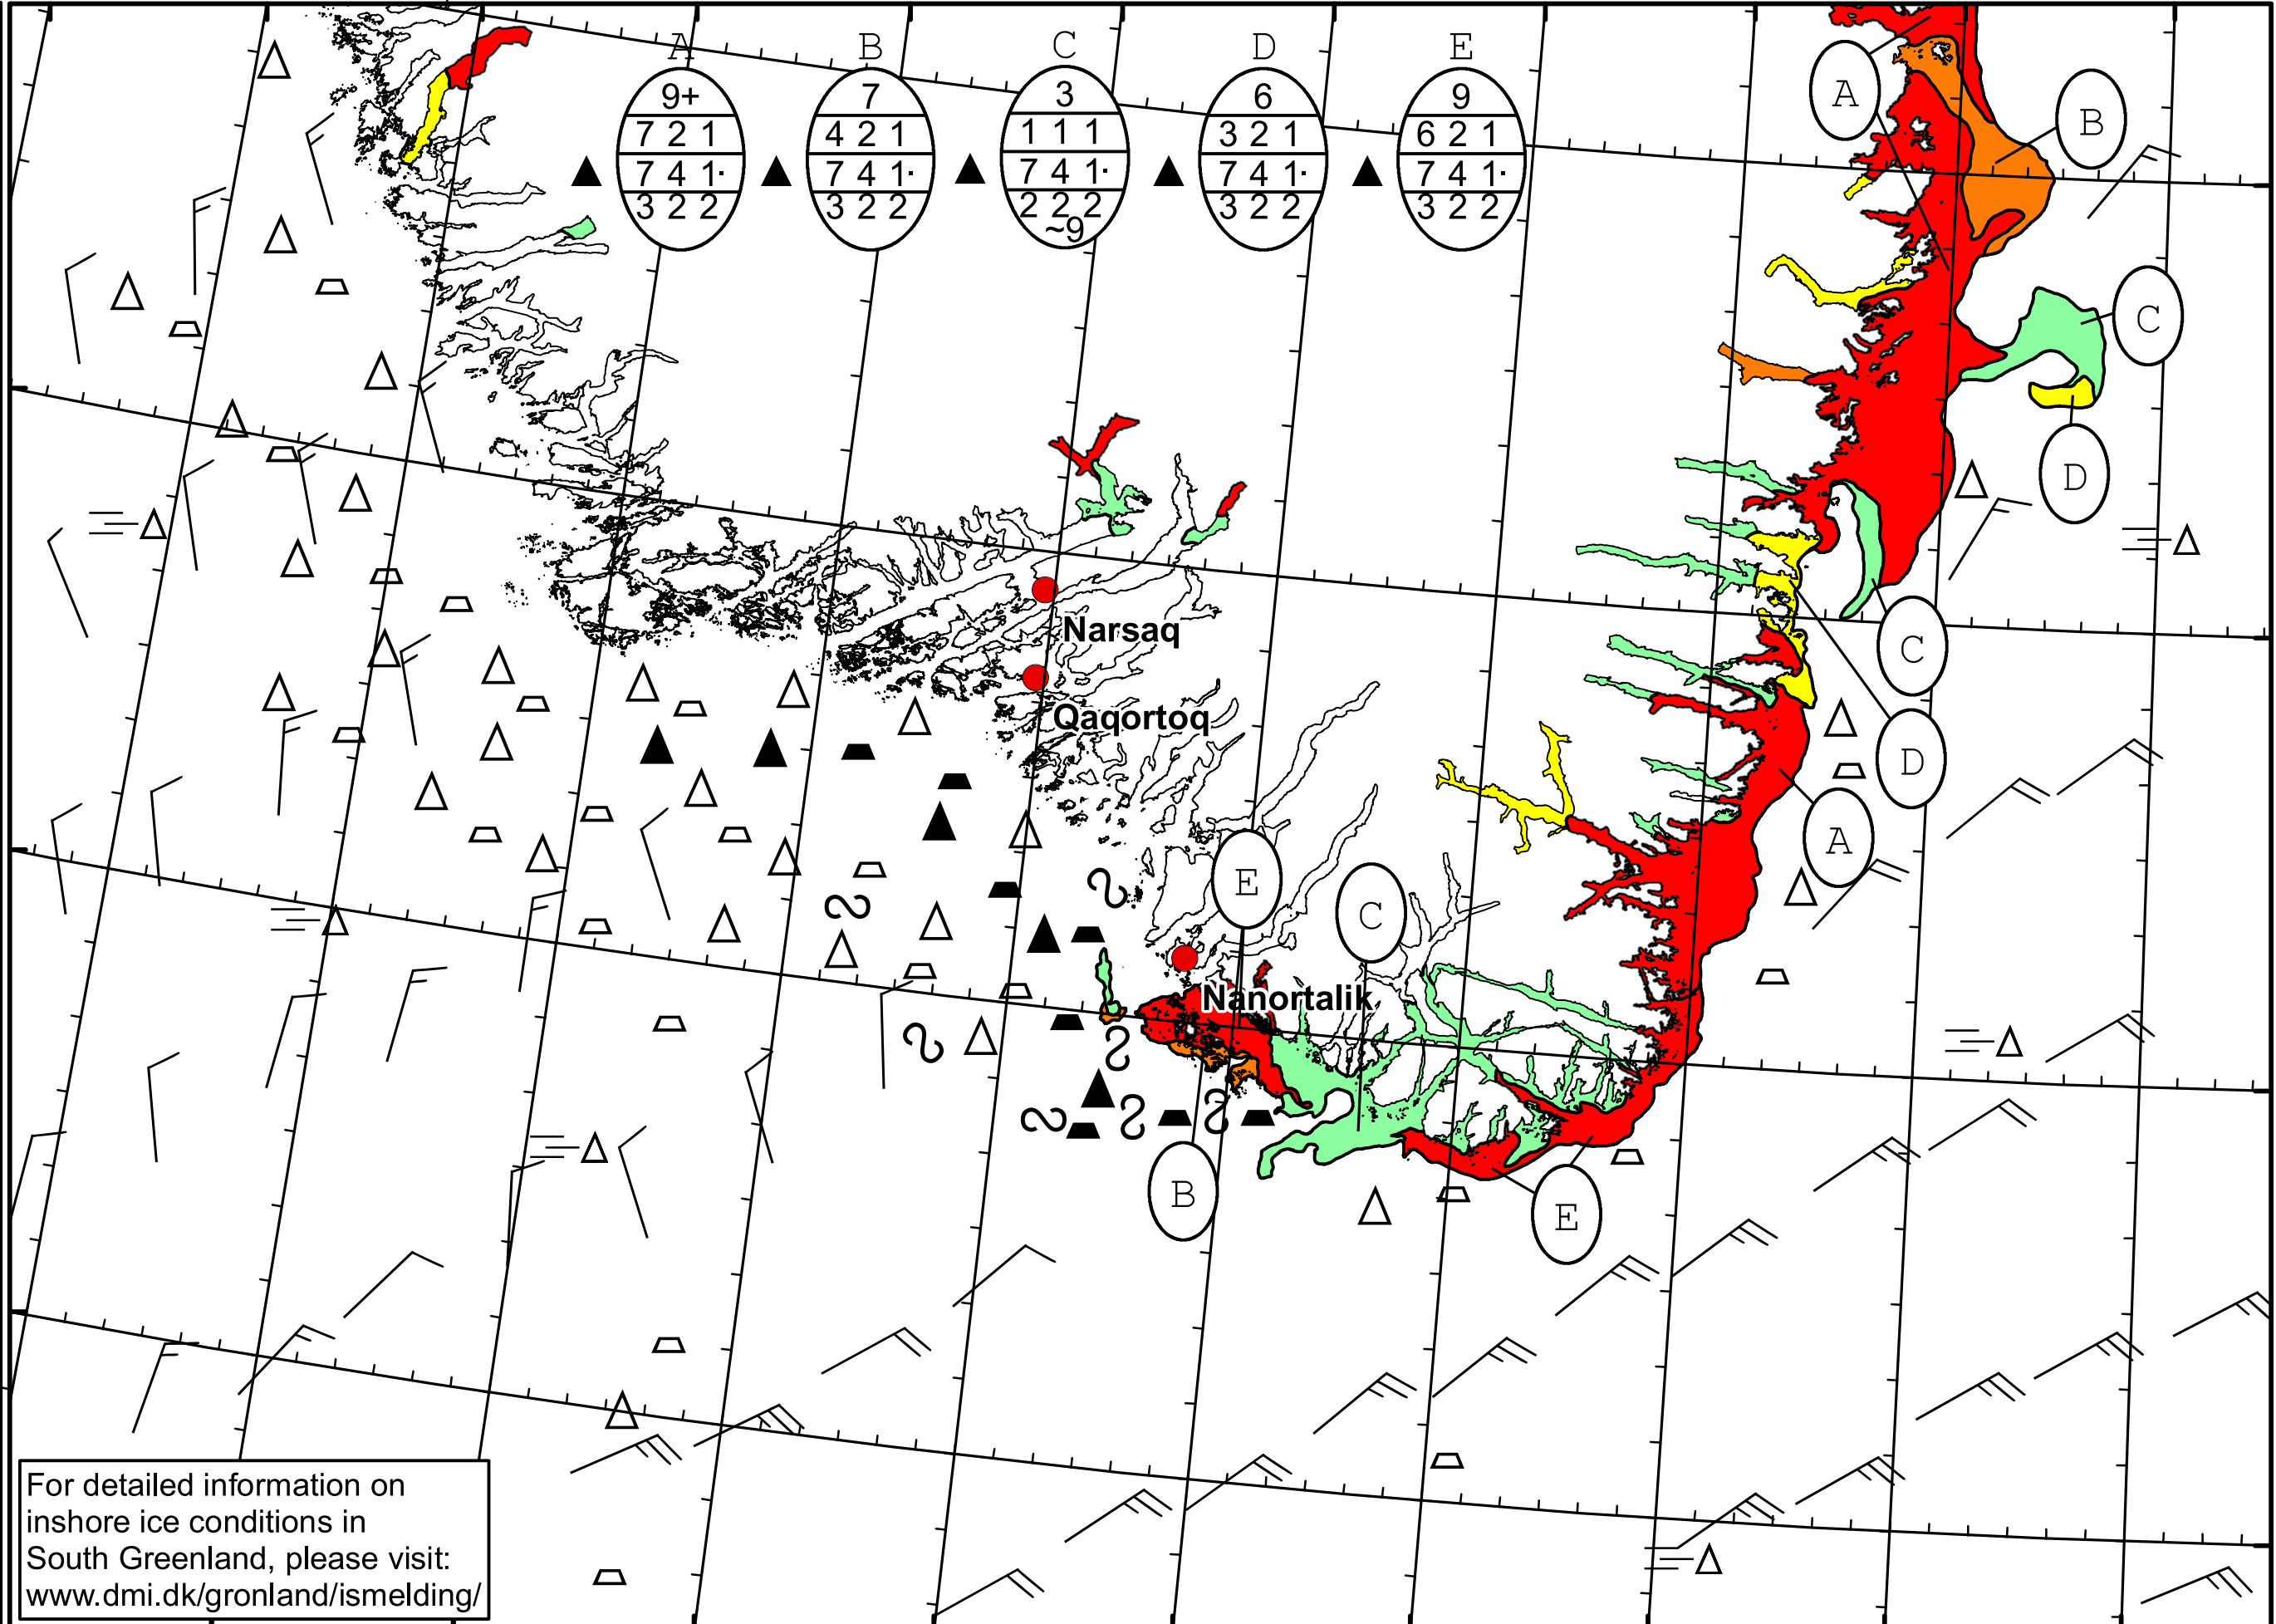 A B C D E
9+ 7 3 6 9
7 2 1 4 2 1 1 1 1 3 2 1 6 2 1
7 4 1· 7 4 1· 7 4 1· 7 4 1· 7 4 1·
3 2 2 3 2 2 2 2 2 3 2 2 3 2 2
~9
A
B
C
D
Narsaq
C
Qaqortoq
D
A
E
C
Nanortalik
B
E
For detailed information on
inshore ice conditions in
South Greenland, please visit:
www.dmi.dk/gronland/ismelding/